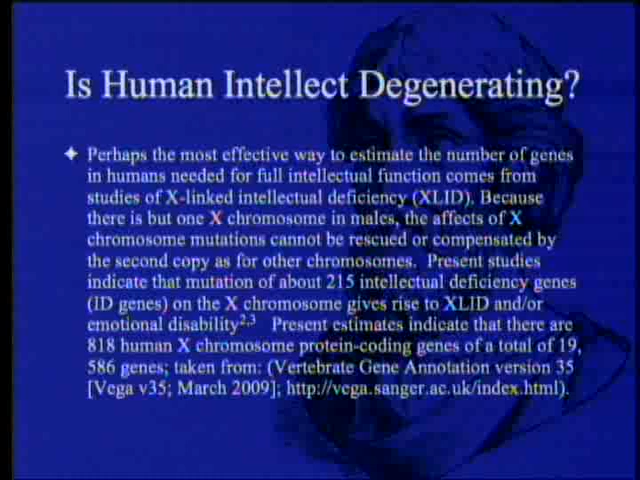 Is Human Intellect Degenerating?
Perhaps the most effective way to estimate the number of genes
in humans needed for full intellectual function comes from
studies of X-linked intellectual deficiency (XLID). Because
there is but one X chromosome in males, the affects of X
chromosome mutations cannot be rescued or compensated by
the second copy as for other chromosomes. Present studies
indicate that mutation of about 215 intellectual deficiency genes
(ID genes) on the X chromosome gives rise to XLID and/or
emotional disability2,3 Present estimates indicate that there are
818 human X chromosome protein-coding genes of a total of 19,
586 genes; taken from: (Vertebrate Gene Annotation version 35
[Vega v35; March 2009]; http://vega.sanger.ac.uk/index.html).